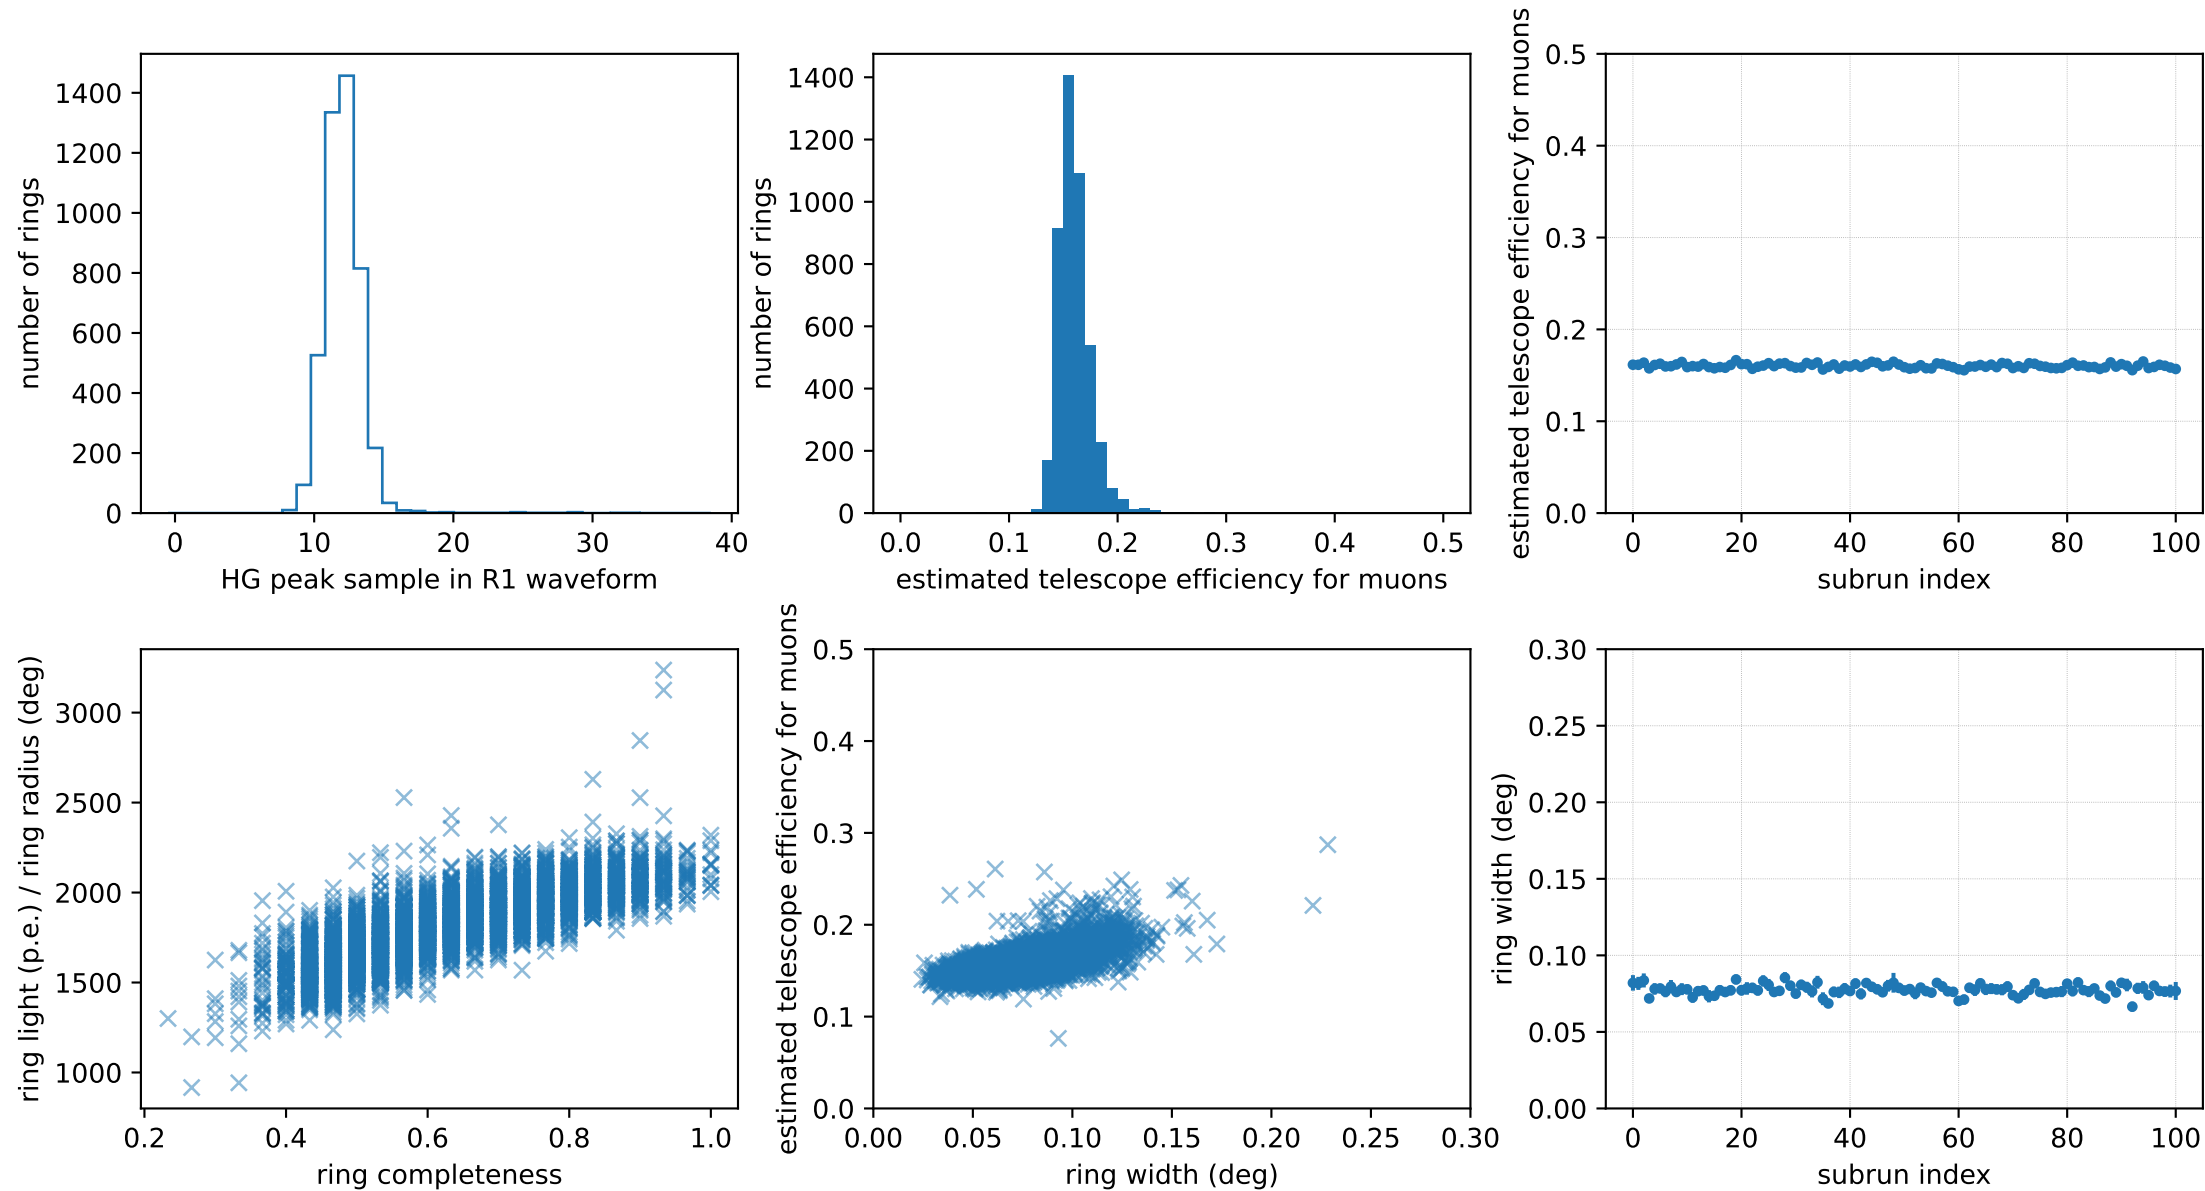 number of rings
1400
1200
1000
800
600
400
200
0
0 10 20 30 40
HG peak sample in R1 waveform
number of rings
1400
1200
1000
800
600
400
200
0
0.0 0.1 0.2 0.3 0.4 0.5
estimated telescope efficiency for muons
estimated telescope efficiency for muons
0.5
0.4
0.3
0.2
0.1
0.0
0 20 40 60 80 100
subrun index
ring light (p.e.) / ring radius (deg)
3000
2500
2000
1500
1000
0.2 0.4 0.6 0.8 1.0
ring completeness
estimated telescope efficiency for muons
0.5
0.4
0.3
0.2
0.1
0.0
0.00 0.05 0.10 0.15 0.20 0.25 0.30
ring width (deg)
ring width (deg)
0.30
0.25
0.20
0.15
0.10
0.05
0.00
0 20 40 60 80 100
subrun index